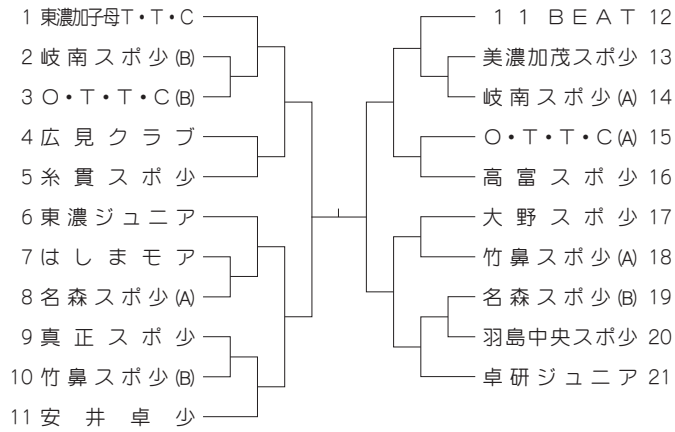 1 東濃加子母T・T・C
2 岐南スポ少(B)
3 O・T・T・C(B)
4 広見クラブ
5 糸貫スポ少
6 東濃ジュニア
7 はしまモア
8 名森スポ少(A)
9 真正スポ少
10 竹鼻スポ少(B)
11 安井卓少
11BEAT 12
美濃加茂スポ少 13
岐南スポ少(A) 14
O・T・T・C(A) 15
高富スポ少 16
大野スポ少 17
竹鼻スポ少(A) 18
名森スポ少(B) 19
羽島中央スポ少 20
卓研ジュニア 21